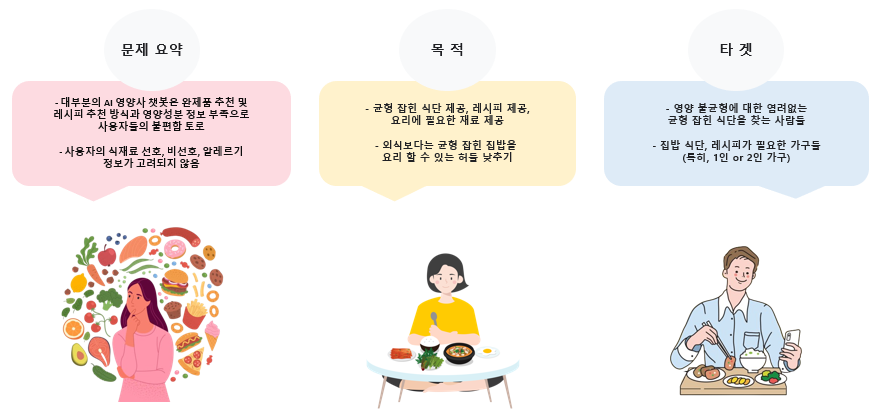 문제 요약
- 대부분의 AI 영양사 챗봇은 완제품 추천 및
레시피 추천 방식과 영양성분 정보 부족으로
사용자들의 불편함 토로
- 사용자의 식재료 선호, 비선호, 알레르기
정보가 고려되지 않음
목 적
- 균형 잡힌 식단 제공, 레시피 제공,
요리에 필요한 재료 제공
- 외식보다는 균형 잡힌 집밥을
요리 할 수 있는 허들 낮추기
타 겟
- 영양 불균형에 대한 염려없는
균형 잡힌 식단을 찾는 사람들
- 집밥 식단, 레시피가 필요한 가구들
(특히, 1인 or 2인 가구)